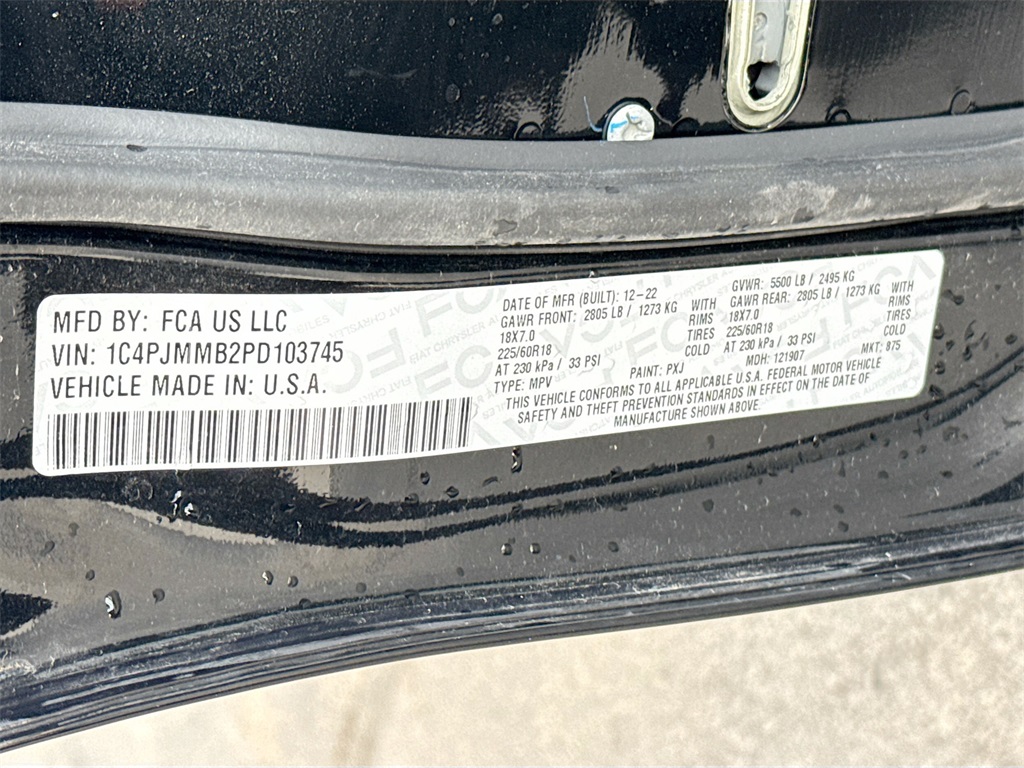 MFD BY: FCA US LLC
VIN: 1C4PJMMB2PD103745
VEHICLE MADE IN: U.S.A.
DATE OF MFR (BUILT): 12-22 GVWR: 5500 LB / 2495 KG
GAWR FRONT: 2805 LB / 1273 KG WITH GAWR REAR: 2805 LB / 1273 KG WITH
18X7.0 RIMS 18X7.0 RIMS
225/60R18 TIRES 225/60R18 TIRES
AT 230 kPa / 33 PSI COLD AT 230 kPa / 33 PSI COLD
TYPE: MPV PAINT: PXJ MDH: 121907 MKT: 875
THIS VEHICLE CONFORMS TO ALL APPLICABLE U.S.A. FEDERAL MOTOR VEHICLE
SAFETY AND THEFT PREVENTION STANDARDS IN EFFECT ON THE DATE OF
MANUFACTURE SHOWN ABOVE.